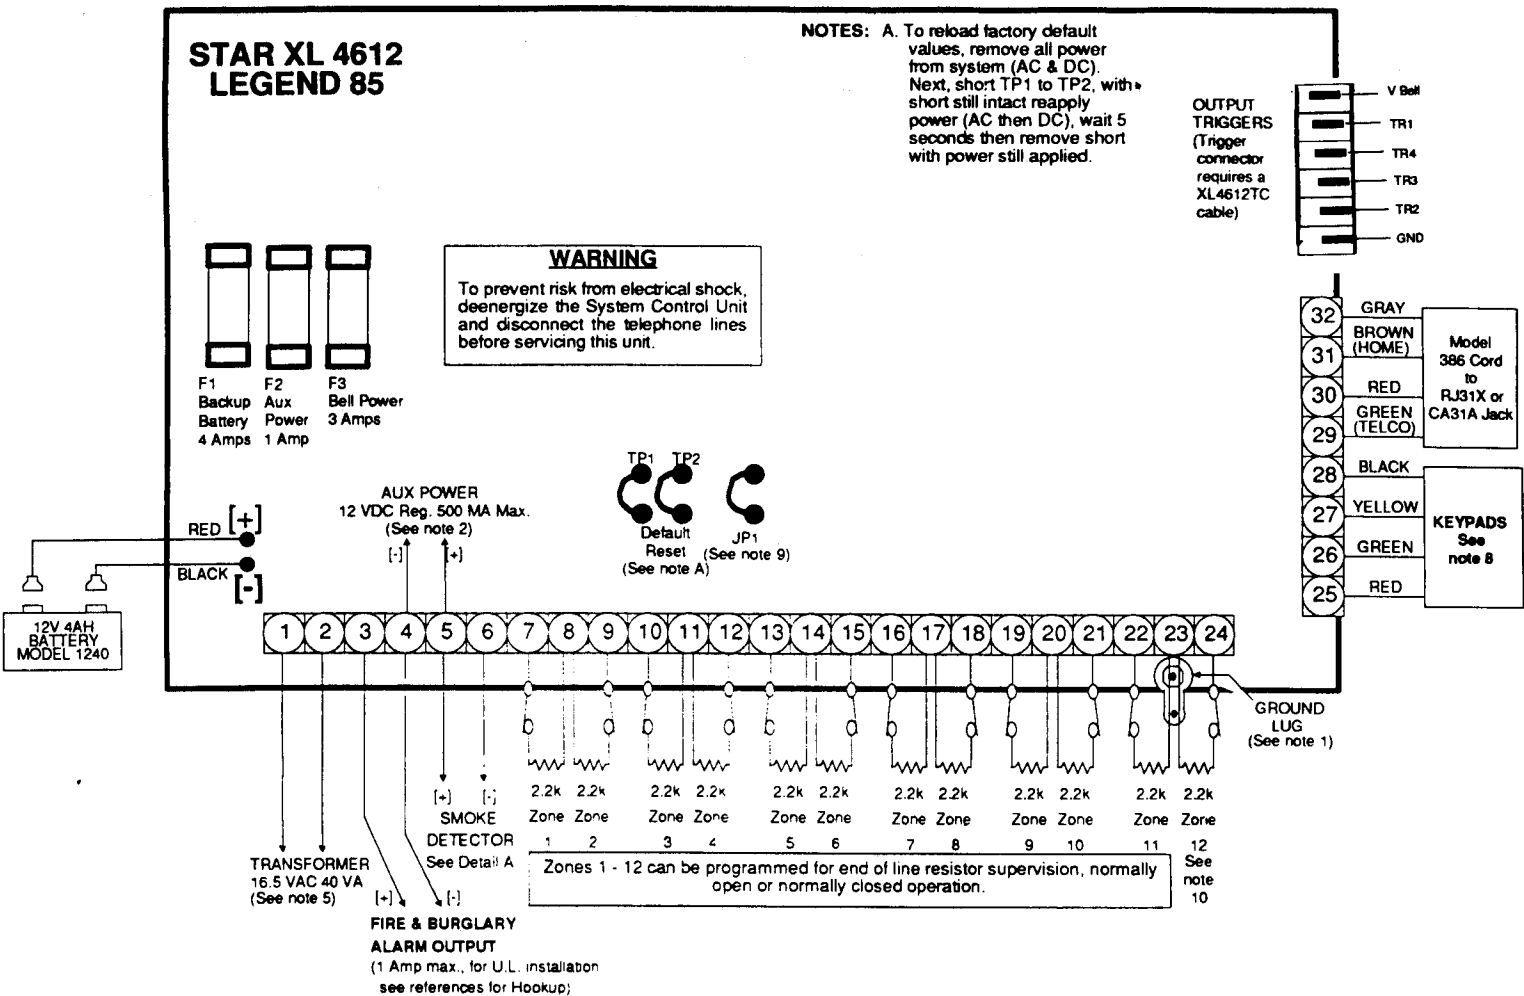 STAR XL 4612
LEGEND 85
NOTES: A. To reload factory default
values, remove all power
from system (AC & DC).
Next, short TP1 to TP2, with
short still intact reapply
power (AC then DC), wait 5
seconds then remove short
with power still applied.
OUTPUT
TRIGGERS
(Trigger
connector
requires a
XL4612TC
cable)
V Bell
TR1
TR4
TR3
TR2
GND
WARNING
To prevent risk from electrical shock,
deenergize the System Control Unit
and disconnect the telephone lines
before servicing this unit.
F1
Backup
Battery
4 Amps
F2
Aux
Power
1 Amp
F3
Bell Power
3 Amps
32 GRAY
31 BROWN
(HOME)
30 RED
29 GREEN
(TELCO)
28 BLACK
27 YELLOW
26 GREEN
25 RED
Model
386 Cord
to
RJ31X or
CA31A Jack
KEYPADS
See
note 8
TP1 TP2
Default
Reset
(See note A)
JP1
(See note 9)
AUX POWER
12 VDC Reg. 500 MA Max.
(See note 2)
[-] [+]
RED [+]
BLACK [-]
12V 4AH
BATTERY
MODEL 1240
1 2 3 4 5 6 7 8 9 10 11 12 13 14 15 16 17 18 19 20 21 22 23 24
GROUND
LUG
(See note 1)
2.2k 2.2k 2.2k 2.2k 2.2k 2.2k 2.2k 2.2k 2.2k 2.2k 2.2k 2.2k
Zone Zone Zone Zone Zone Zone Zone Zone Zone Zone Zone Zone
1 2 3 4 5 6 7 8 9 10 11 12
See
note
10
[+] [-]
SMOKE
DETECTOR
See Detail A
Zones 1 - 12 can be programmed for end of line resistor supervision, normally
open or normally closed operation.
TRANSFORMER
16.5 VAC 40 VA
(See note 5)
[+] [-]
FIRE & BURGLARY
ALARM OUTPUT
(1 Amp max., for U.L. installation
see references for Hookup)